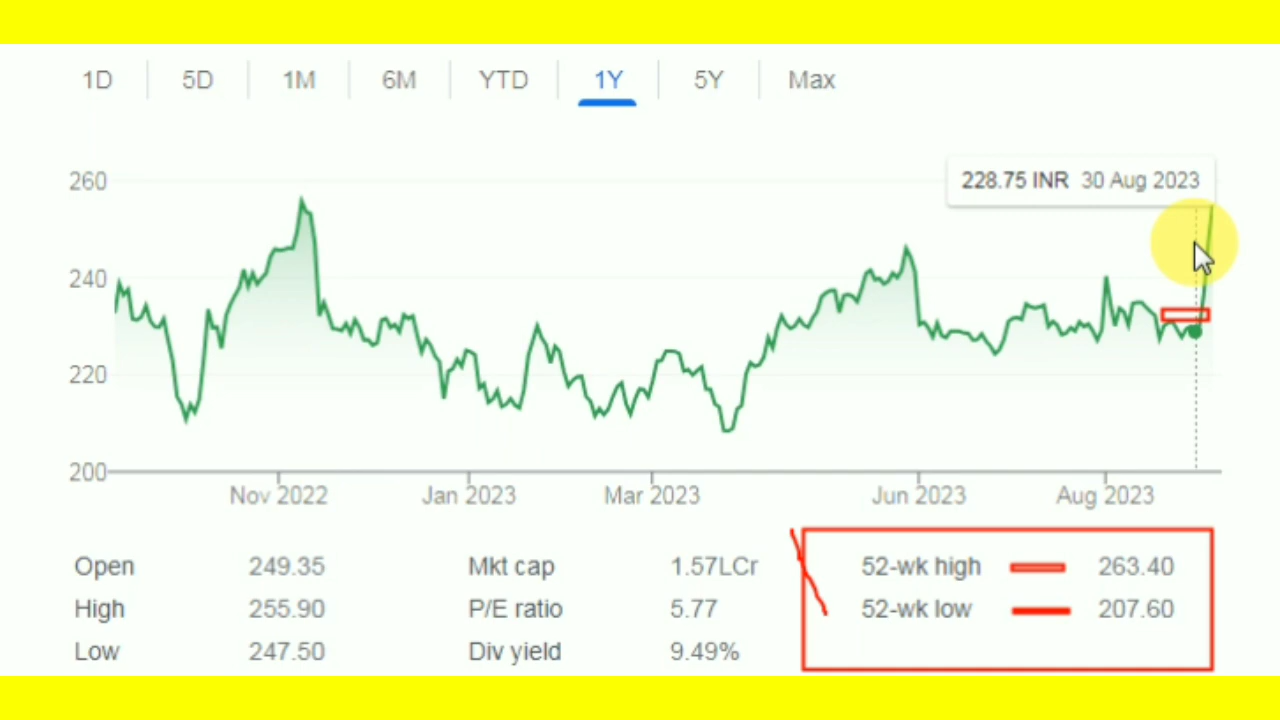 1D 5D 1M 6M YTD 1Y 5Y Max
228.75 INR 30 Aug 2023
260
240
220
200
Nov 2022 Jan 2023 Mar 2023 Jun 2023 Aug 2023
Open 249.35 Mkt cap 1.57LCr 52-wk high 263.40
High 255.90 P/E ratio 5.77 52-wk low 207.60
Low 247.50 Div yield 9.49%